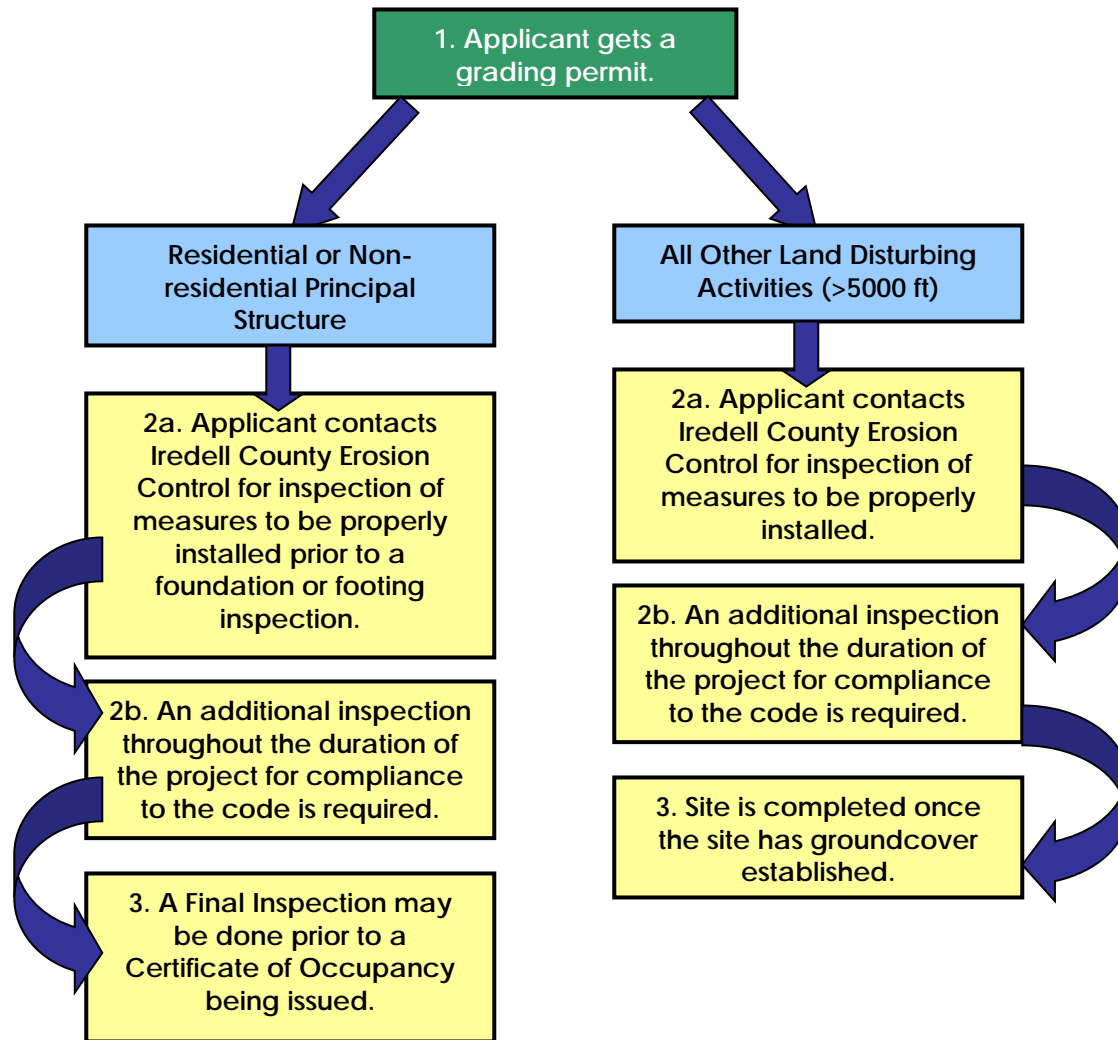 1. Applicant gets a
grading permit.
Residential or Non-
residential Principal
Structure
2a. Applicant contacts
Iredell County Erosion
Control for inspection of
measures to be properly
installed prior to a
foundation or footing
inspection.
2b. An additional inspection
throughout the duration of
the project for compliance
to the code is required.
3. A Final Inspection may
be done prior to a
Certificate of Occupancy
being issued.
All Other Land Disturbing
Activities (>5000 ft)
2a. Applicant contacts
Iredell County Erosion
Control for inspection of
measures to be properly
installed.
2b. An additional inspection
throughout the duration of
the project for compliance
to the code is required.
3. Site is completed once
the site has groundcover
established.